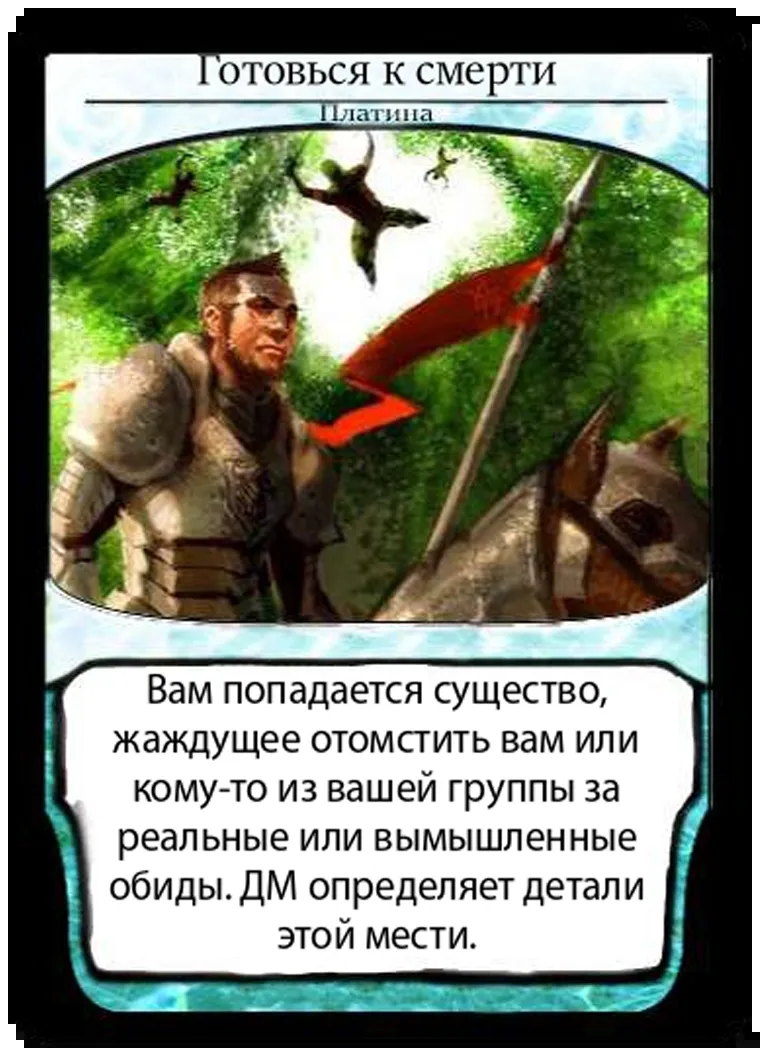 Готовься к смерти
Платина
Вам попадается существо,
жаждущее отомстить вам или
кому-то из вашей группы за
реальные или вымышленные
обиды. ДМ определяет детали
этой мести.